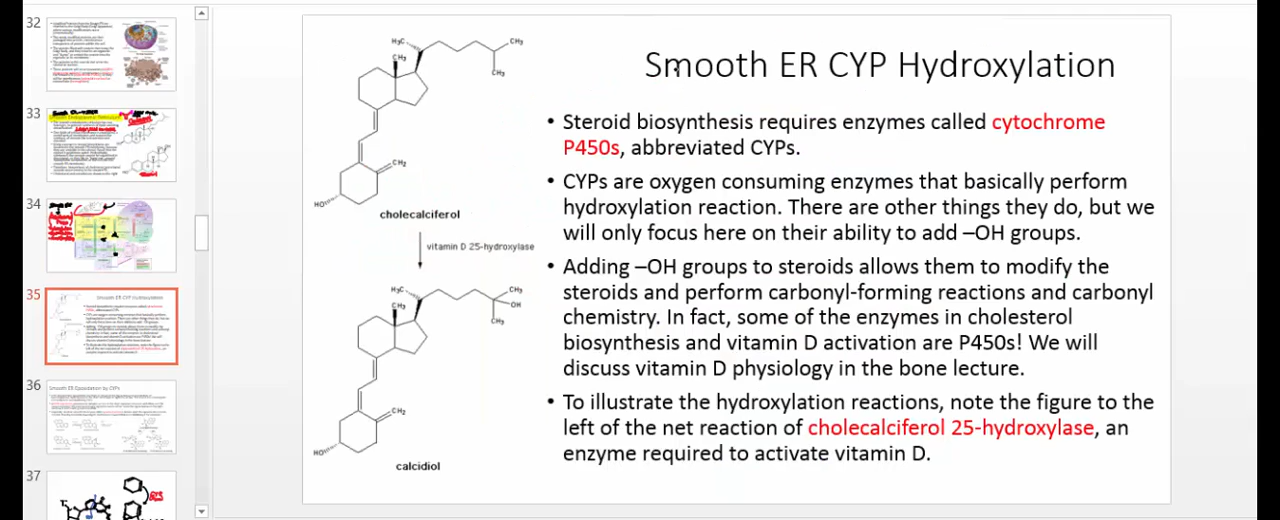 32
33
34
35
36
37
Smooth ER Epoxidation by CYPs
H₃C
CH₃
CH₃
CH₃
CH₂
HO
cholecalciferol
vitamin D 25-hydroxylase
H₃C
CH₃
CH₃
OH
CH₃
CH₂
HO
calcidiol
Smooth ER CYP Hydroxylation
• Steroid biosynthesis requires enzymes called cytochrome
P450s, abbreviated CYPs.
• CYPs are oxygen consuming enzymes that basically perform
hydroxylation reaction. There are other things they do, but we
will only focus here on their ability to add –OH groups.
• Adding –OH groups to steroids allows them to modify the
steroids and perform carbonyl-forming reactions and carbonyl
chemistry. In fact, some of the enzymes in cholesterol
biosynthesis and vitamin D activation are P450s! We will
discuss vitamin D physiology in the bone lecture.
• To illustrate the hydroxylation reactions, note the figure to the
left of the net reaction of cholecalciferol 25-hydroxylase, an
enzyme required to activate vitamin D.